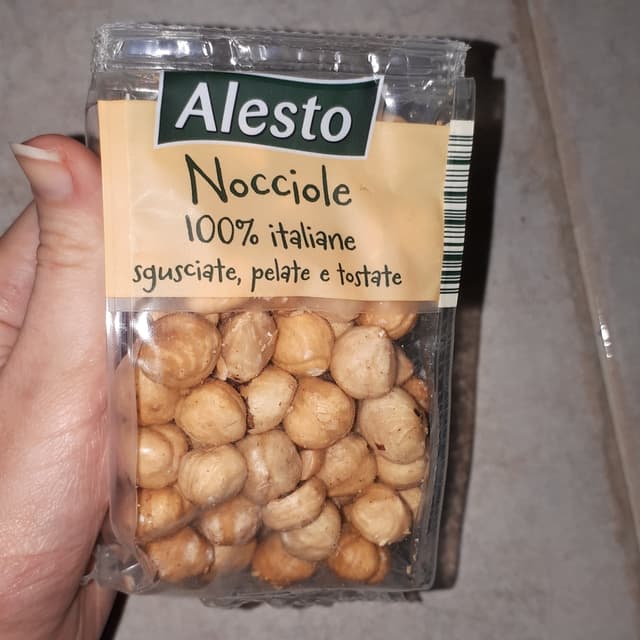 Alesto
Nocciole
100% italiane
sgusciate, pelate e tostate